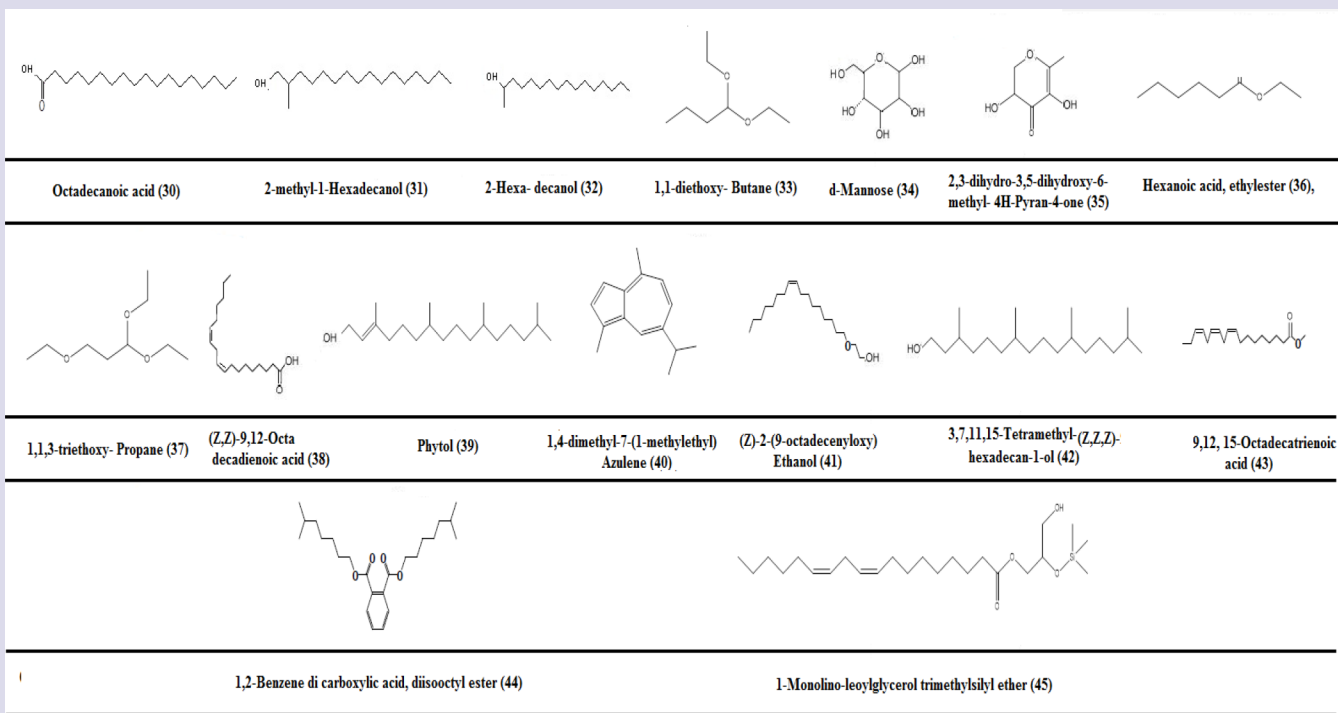 OH
O
OH
OH
O
O
O
OH
HO
HO
OH
OH
O
HO
OH
O
O
Octadecanoic acid (30)
2-methyl-1-Hexadecanol (31)
2-Hexa- decanol (32)
1,1-diethoxy- Butane (33)
d-Mannose (34)
2,3-dihydro-3,5-dihydroxy-6-
methyl- 4H-Pyran-4-one (35)
Hexanoic acid, ethylester (36),
O
O
O
OH
O
OH
O
OH
HO
O
O
1,1,3-triethoxy- Propane (37)
(Z,Z)-9,12-Octa
decadienoic acid (38)
Phytol (39)
1,4-dimethyl-7-(1-methylethyl)
Azulene (40)
(Z)-2-(9-octadecenyloxy)
Ethanol (41)
3,7,11,15-Tetramethyl-(Z,Z,Z)-
hexadecan-1-ol (42)
9,12, 15-Octadecatrienoic
acid (43)
O O
O O
OH
O
O
O
Si
1,2-Benzene di carboxylic acid, diisooctyl ester (44)
1-Monolino-leoylglycerol trimethylsilyl ether (45)